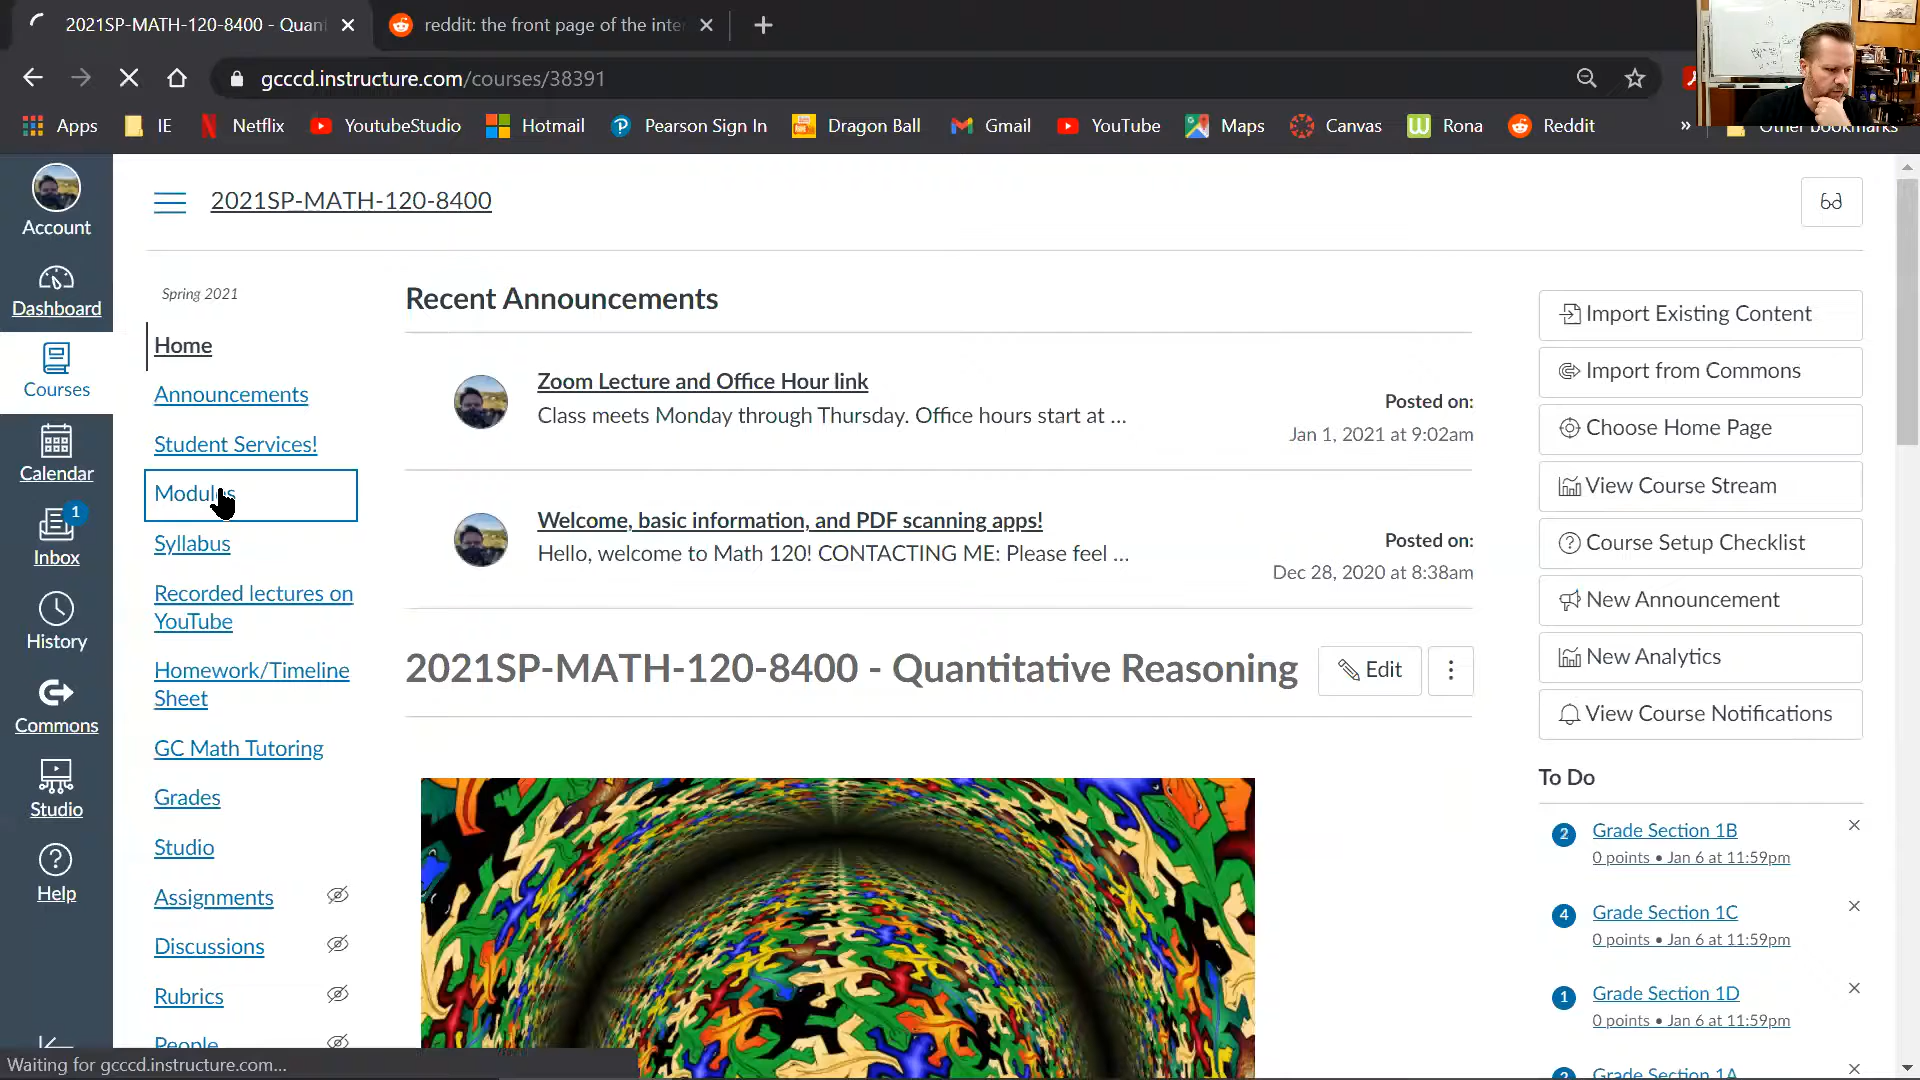 2021SP-MATH-120-8400 - Quan
reddit: the front page of the inte
gcccd.instructure.com/courses/38391
Apps
IE
Netflix
YoutubeStudio
Hotmail
Pearson Sign In
Dragon Ball
Gmail
YouTube
Maps
Canvas
Rona
Reddit
»
Other bookmarks
Account
Dashboard
Courses
Calendar
1
Inbox
History
Commons
Studio
Help
2021SP-MATH-120-8400
Spring 2021
Home
Announcements
Student Services!
Modules
Syllabus
Recorded lectures on
YouTube
Homework/Timeline
Sheet
GC Math Tutoring
Grades
Studio
Assignments
Discussions
Rubrics
People
Recent Announcements
Zoom Lecture and Office Hour link
Class meets Monday through Thursday. Office hours start at ...
Posted on:
Jan 1, 2021 at 9:02am
Welcome, basic information, and PDF scanning apps!
Hello, welcome to Math 120! CONTACTING ME: Please feel ...
Posted on:
Dec 28, 2020 at 8:38am
2021SP-MATH-120-8400 - Quantitative Reasoning
Edit
Import Existing Content
Import from Commons
Choose Home Page
View Course Stream
Course Setup Checklist
New Announcement
New Analytics
View Course Notifications
To Do
2
Grade Section 1B
0 points • Jan 6 at 11:59pm
4
Grade Section 1C
0 points • Jan 6 at 11:59pm
1
Grade Section 1D
0 points • Jan 6 at 11:59pm
Grade Section 1A
Waiting for gcccd.instructure.com...